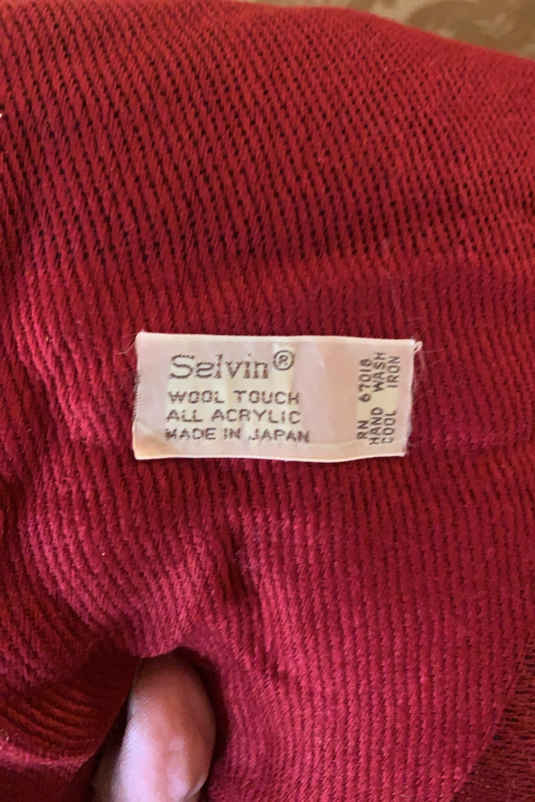 Selvin®
WOOL TOUCH
ALL ACRYLIC
MADE IN JAPAN
RN 67018
HAND WASH
COOL IRON